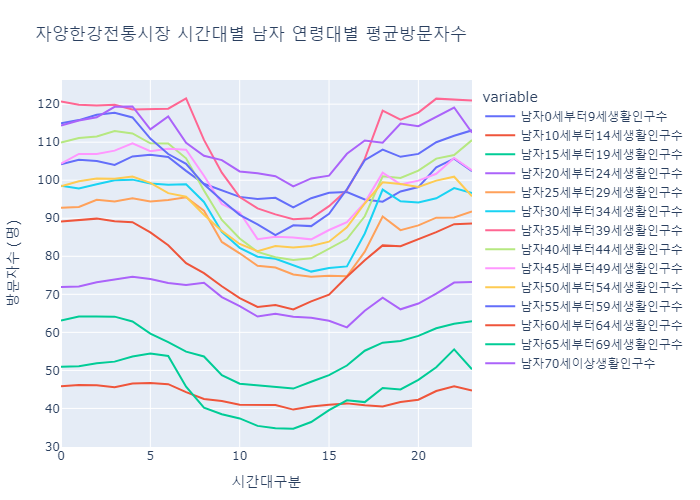 자양한강전통시장 시간대별 남자 연령대별 평균방문자수
방문자수 (명)
120
110
100
90
80
70
60
50
40
30
0
5
10
15
20
시간대구분
variable
남자0세부터9세생활인구수
남자10세부터14세생활인구수
남자15세부터19세생활인구수
남자20세부터24세생활인구수
남자25세부터29세생활인구수
남자30세부터34세생활인구수
남자35세부터39세생활인구수
남자40세부터44세생활인구수
남자45세부터49세생활인구수
남자50세부터54세생활인구수
남자55세부터59세생활인구수
남자60세부터64세생활인구수
남자65세부터69세생활인구수
남자70세이상생활인구수